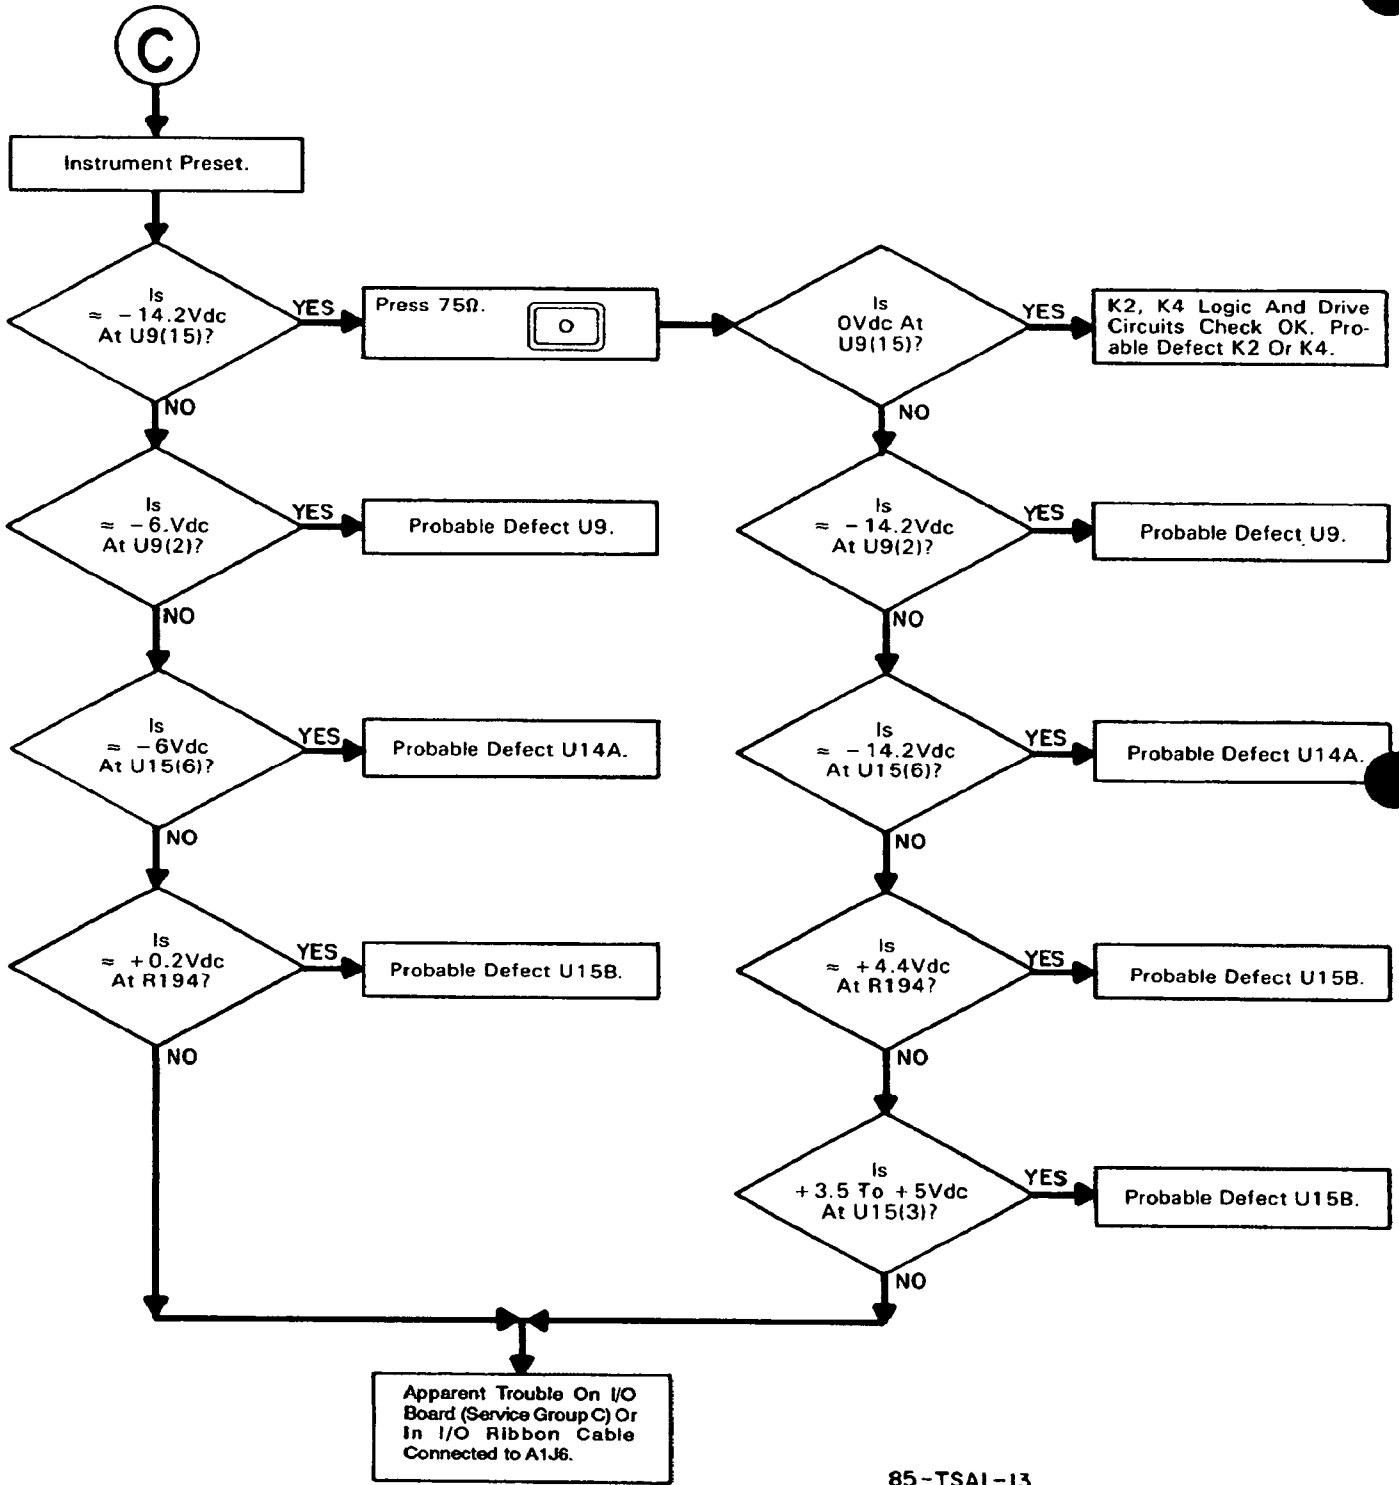 C
Instrument Preset.
Is
≈ -14.2Vdc
At U9(15)?
YES
Press 75Ω.
Is
0Vdc At
U9(15)?
YES
K2, K4 Logic And Drive
Circuits Check OK. Pro-
able Defect K2 Or K4.
NO
NO
Is
≈ -6.Vdc
At U9(2)?
YES
Probable Defect U9.
Is
≈ -14.2Vdc
At U9(2)?
YES
Probable Defect U9.
NO
NO
Is
≈ -6Vdc
At U15(6)?
YES
Probable Defect U14A.
Is
≈ -14.2Vdc
At U15(6)?
YES
Probable Defect U14A.
NO
NO
Is
≈ +0.2Vdc
At R194?
YES
Probable Defect U15B.
Is
≈ +4.4Vdc
At R194?
YES
Probable Defect U15B.
NO
NO
Is
+3.5 To +5Vdc
At U15(3)?
YES
Probable Defect U15B.
NO
Apparent Trouble On I/O
Board (Service Group C) Or
In I/O Ribbon Cable
Connected to A1J6.
85-TSA1-13